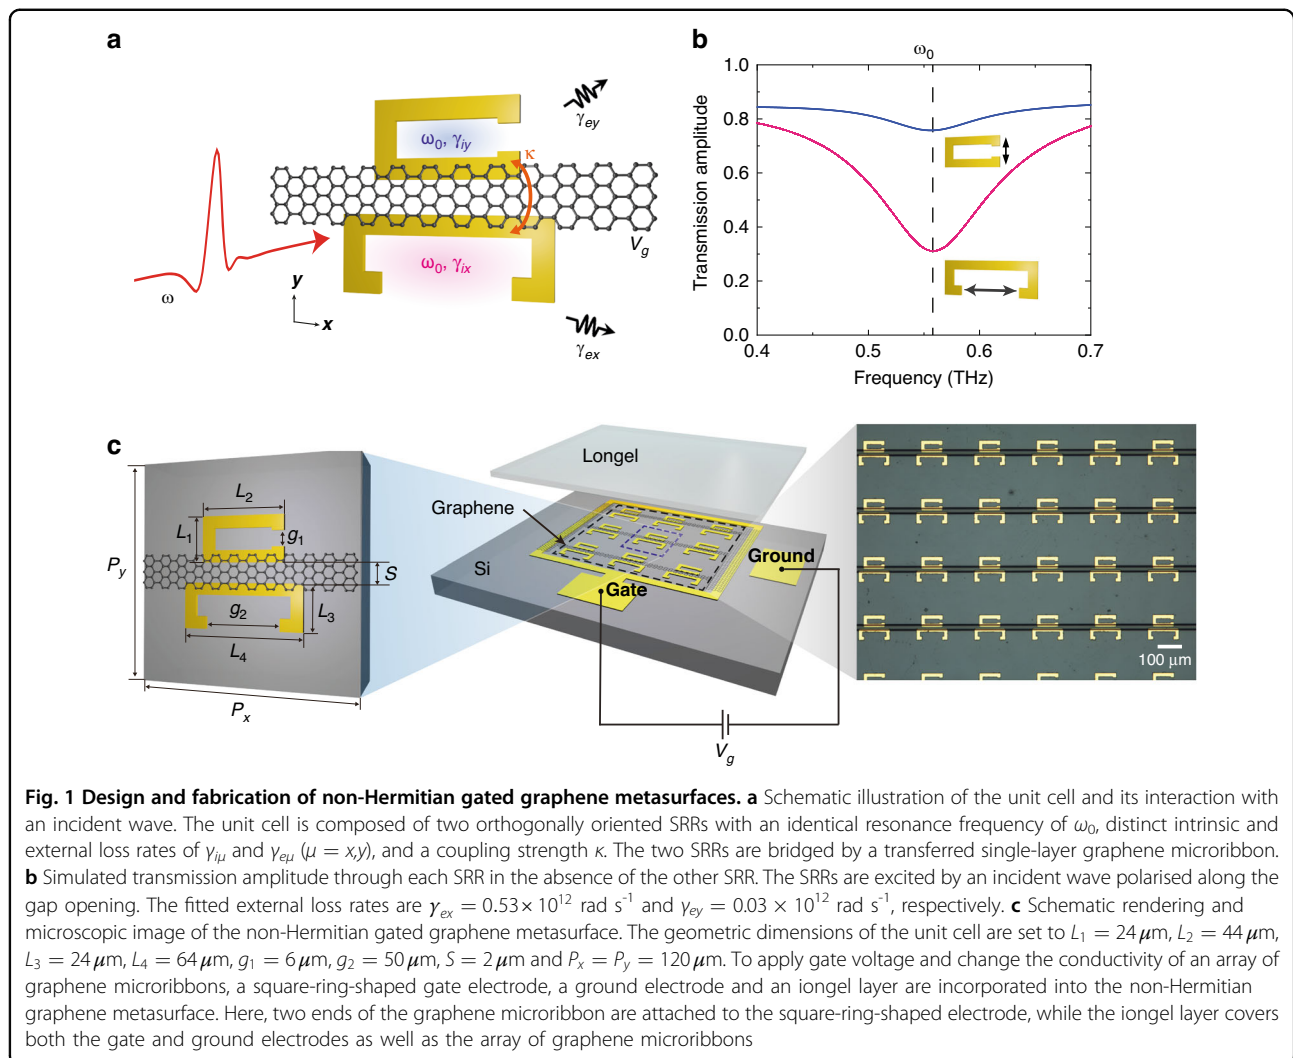 a
γey
ω0, γiy
κ
Vg
ω0, γix
ω
y
x
γex
b
ω0
Transmission amplitude
1.0
0.8
0.6
0.4
0.2
0.0
0.4
0.5
0.6
0.7
Frequency (THz)
c
L2
L1
g1
Py
S
g2
L3
L4
Px
Longel
Graphene
Si
Ground
Gate
Vg
100 µm
Fig. 1 Design and fabrication of non-Hermitian gated graphene metasurfaces. a Schematic illustration of the unit cell and its interaction with
an incident wave. The unit cell is composed of two orthogonally oriented SRRs with an identical resonance frequency of ω0, distinct intrinsic and
external loss rates of γiμ and γeμ (μ = x,y), and a coupling strength κ. The two SRRs are bridged by a transferred single-layer graphene microribbon.
b Simulated transmission amplitude through each SRR in the absence of the other SRR. The SRRs are excited by an incident wave polarised along the
gap opening. The fitted external loss rates are γex = 0.53 × 10¹² rad s⁻¹ and γey = 0.03 × 10¹² rad s⁻¹, respectively. c Schematic rendering and
microscopic image of the non-Hermitian gated graphene metasurface. The geometric dimensions of the unit cell are set to L1 = 24 μm, L2 = 44 μm,
L3 = 24 μm, L4 = 64 μm, g1 = 6 μm, g2 = 50 μm, S = 2 μm and Px = Py = 120 μm. To apply gate voltage and change the conductivity of an array of
graphene microribbons, a square-ring-shaped gate electrode, a ground electrode and an iongel layer are incorporated into the non-Hermitian
graphene metasurface. Here, two ends of the graphene microribbon are attached to the square-ring-shaped electrode, while the iongel layer covers
both the gate and ground electrodes as well as the array of graphene microribbons